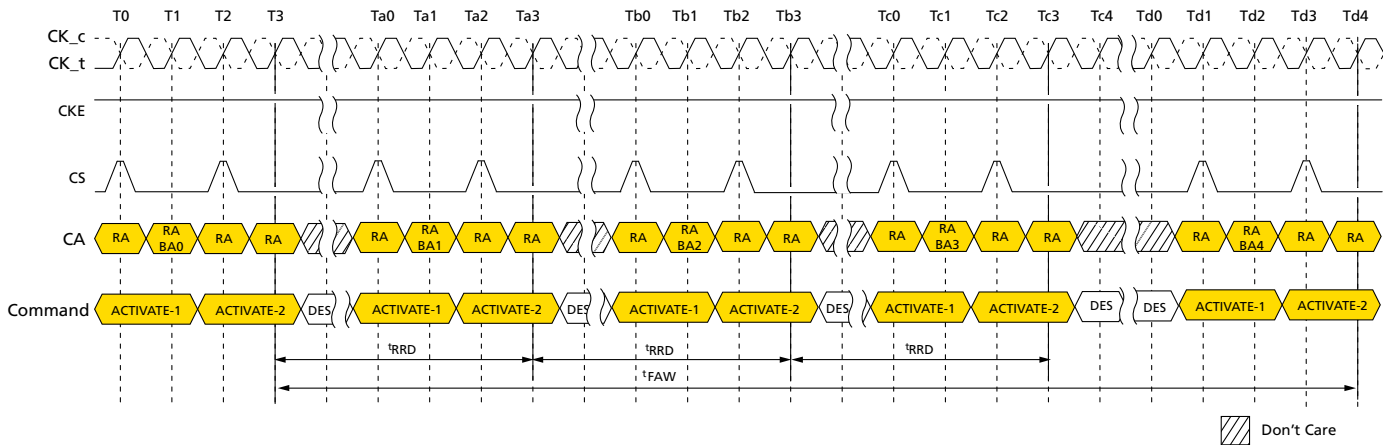 T0 T1 T2 T3 Ta0 Ta1 Ta2 Ta3 Tb0 Tb1 Tb2 Tb3 Tc0 Tc1 Tc2 Tc3 Tc4 Td0 Td1 Td2 Td3 Td4
CK_c
CK_t
CKE
CS
CA RA RA BA0 RA RA RA RA BA1 RA RA RA RA BA2 RA RA RA RA BA3 RA RA RA RA BA4 RA RA
Command ACTIVATE-1 ACTIVATE-2 DES ACTIVATE-1 ACTIVATE-2 DES ACTIVATE-1 ACTIVATE-2 DES ACTIVATE-1 ACTIVATE-2 DES DES ACTIVATE-1 ACTIVATE-2
tRRD tRRD tRRD
tFAW
Don't Care